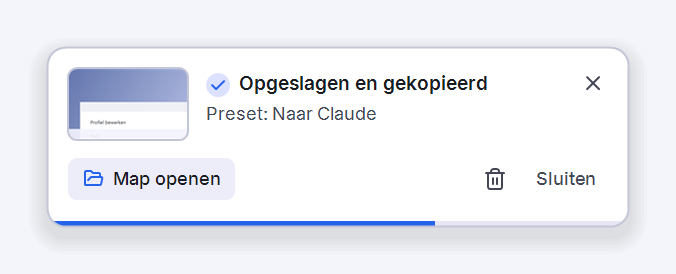 Opgeslagen en gekopieerd
Preset: Naar Claude
Profiel bewerken
Map openen
Sluiten